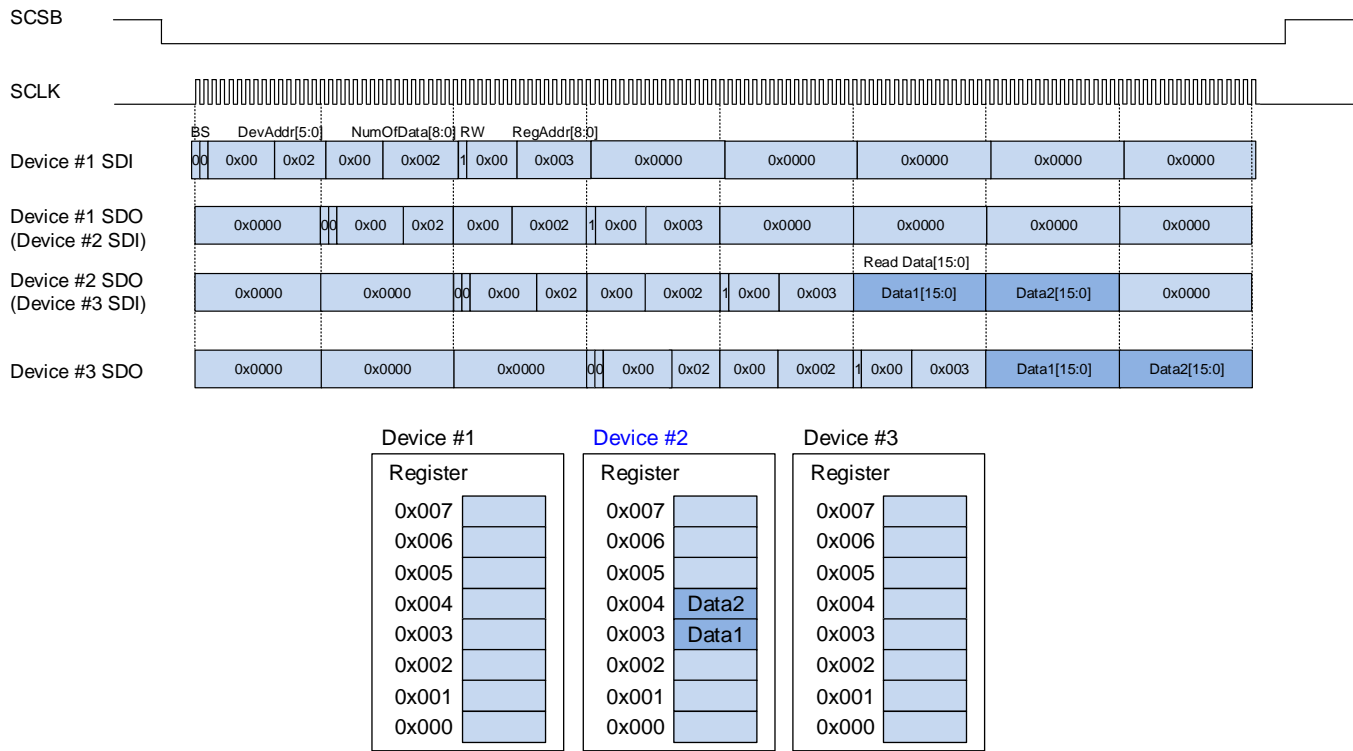 SCSB
SCLK
BS DevAddr[5:0] NumOfData[8:0] RW RegAddr[8:0]
Device #1 SDI 0 0 0x00 0x02 0x00 0x002 1 0x00 0x003 0x0000 0x0000 0x0000 0x0000 0x0000
Device #1 SDO
(Device #2 SDI) 0x0000 0 0 0x00 0x02 0x00 0x002 1 0x00 0x003 0x0000 0x0000 0x0000 0x0000
Read Data[15:0]
Device #2 SDO
(Device #3 SDI) 0x0000 0x0000 0 0 0x00 0x02 0x00 0x002 1 0x00 0x003 Data1[15:0] Data2[15:0] 0x0000
Device #3 SDO 0x0000 0x0000 0x0000 0 0 0x00 0x02 0x00 0x002 1 0x00 0x003 Data1[15:0] Data2[15:0]
Device #1
Register
0x007
0x006
0x005
0x004
0x003
0x002
0x001
0x000
Device #2
Register
0x007
0x006
0x005
0x004 Data2
0x003 Data1
0x002
0x001
0x000
Device #3
Register
0x007
0x006
0x005
0x004
0x003
0x002
0x001
0x000